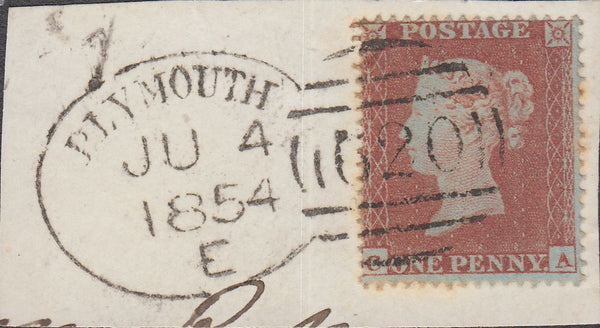 PLYMOUTH
JU 4
1854
E
620
POSTAGE
G ONE PENNY A